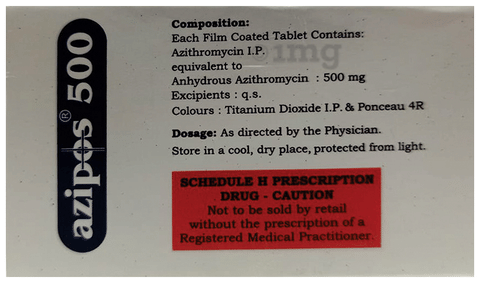 azipos® 500
Composition:
Each Film Coated Tablet Contains:
Azithromycin I.P.
equivalent to
Anhydrous Azithromycin : 500 mg
Excipients : q.s.
Colours : Titanium Dioxide I.P. & Ponceau 4R
Dosage: As directed by the Physician.
Store in a cool, dry place, protected from light.
SCHEDULE H PRESCRIPTION
DRUG - CAUTION
Not to be sold by retail
without the prescription of a
Registered Medical Practitioner.
1mg